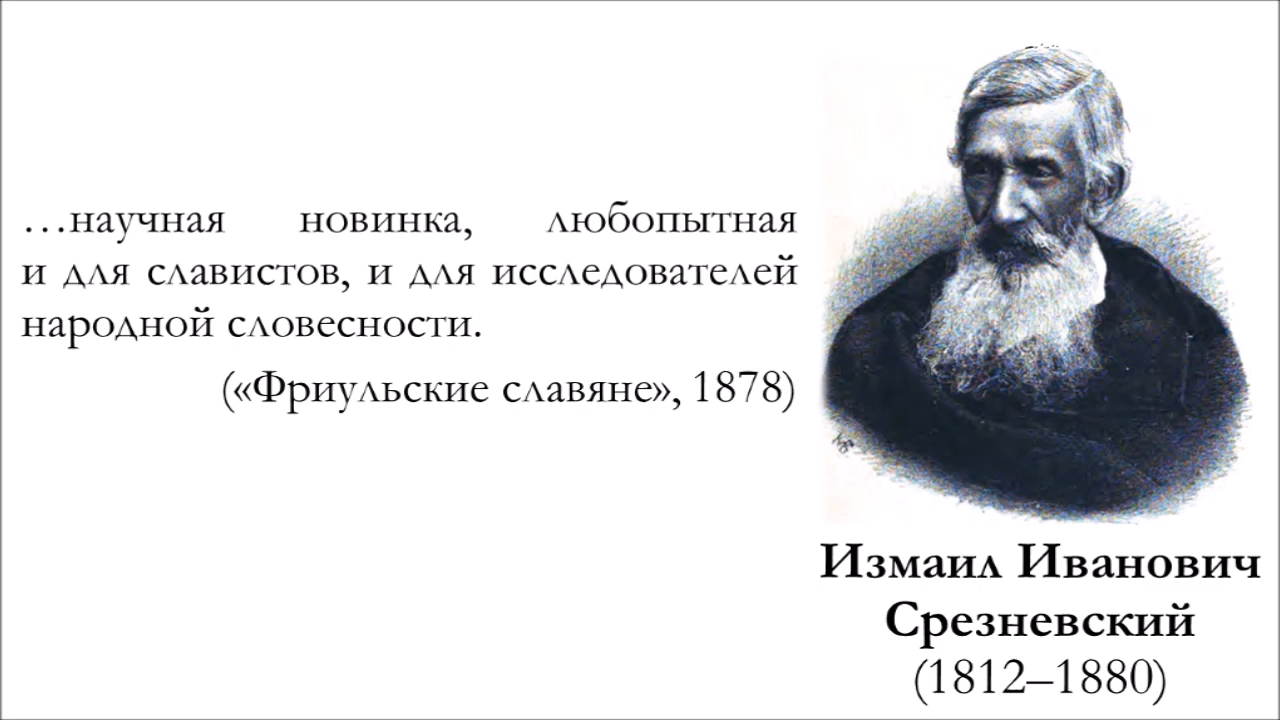 …научная новинка, любопытная
и для славистов, и для исследователей
народной словесности.
(«Фриульские славяне», 1878)
Измаил Иванович
Срезневский
(1812–1880)